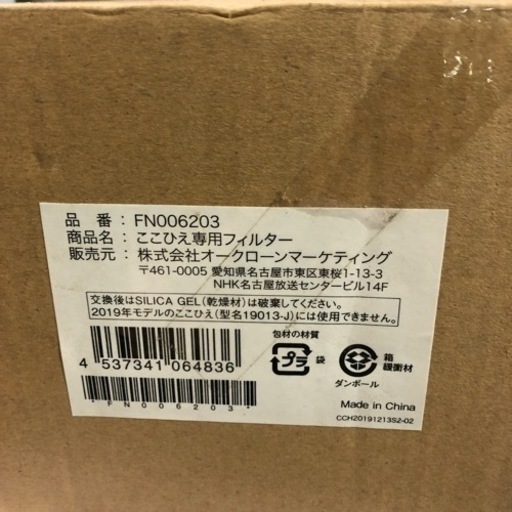 品　番： FN006203
商品名： ここひえ専用フィルター
販売元： 株式会社オークローンマーケティング
〒461-0005 愛知県名古屋市東区東桜1-13-3
NHK名古屋放送センタービル14F
交換後はSILICA GEL（乾燥材）は破棄してください。
2019年モデルのここひえ（型名19013-J）には使用できません。
包材の材質
プラ 袋
箱
緩衝材
ダンボール
4 537341 064836
*FN006203*
Made in China
CCH20191213S2-02